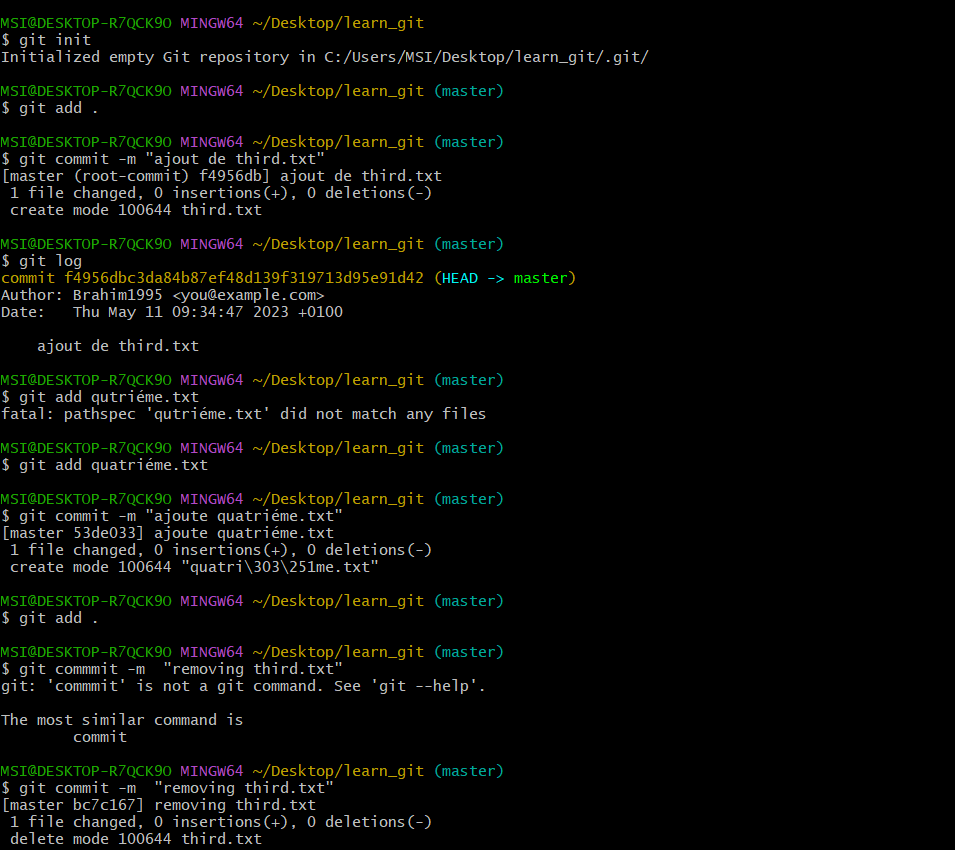 MSI@DESKTOP-R7QCK9O MINGW64 ~/Desktop/learn_git
$ git init
Initialized empty Git repository in C:/Users/MSI/Desktop/learn_git/.git/
MSI@DESKTOP-R7QCK9O MINGW64 ~/Desktop/learn_git (master)
$ git add .
MSI@DESKTOP-R7QCK9O MINGW64 ~/Desktop/learn_git (master)
$ git commit -m "ajout de third.txt"
[master (root-commit) f4956db] ajout de third.txt
 1 file changed, 0 insertions(+), 0 deletions(-)
 create mode 100644 third.txt
MSI@DESKTOP-R7QCK9O MINGW64 ~/Desktop/learn_git (master)
$ git log
commit f4956dbc3da84b87ef48d139f319713d95e91d42 (HEAD -> master)
Author: Brahim1995 <you@example.com>
Date:   Thu May 11 09:34:47 2023 +0100
    ajout de third.txt
MSI@DESKTOP-R7QCK9O MINGW64 ~/Desktop/learn_git (master)
$ git add qutriéme.txt
fatal: pathspec 'qutriéme.txt' did not match any files
MSI@DESKTOP-R7QCK9O MINGW64 ~/Desktop/learn_git (master)
$ git add quatriéme.txt
MSI@DESKTOP-R7QCK9O MINGW64 ~/Desktop/learn_git (master)
$ git commit -m "ajoute quatriéme.txt"
[master 53de033] ajoute quatriéme.txt
 1 file changed, 0 insertions(+), 0 deletions(-)
 create mode 100644 "quatri\303\251me.txt"
MSI@DESKTOP-R7QCK9O MINGW64 ~/Desktop/learn_git (master)
$ git add .
MSI@DESKTOP-R7QCK9O MINGW64 ~/Desktop/learn_git (master)
$ git commmit -m  "removing third.txt"
git: 'commmit' is not a git command. See 'git --help'.
The most similar command is
        commit
MSI@DESKTOP-R7QCK9O MINGW64 ~/Desktop/learn_git (master)
$ git commit -m  "removing third.txt"
[master bc7c167] removing third.txt
 1 file changed, 0 insertions(+), 0 deletions(-)
 delete mode 100644 third.txt